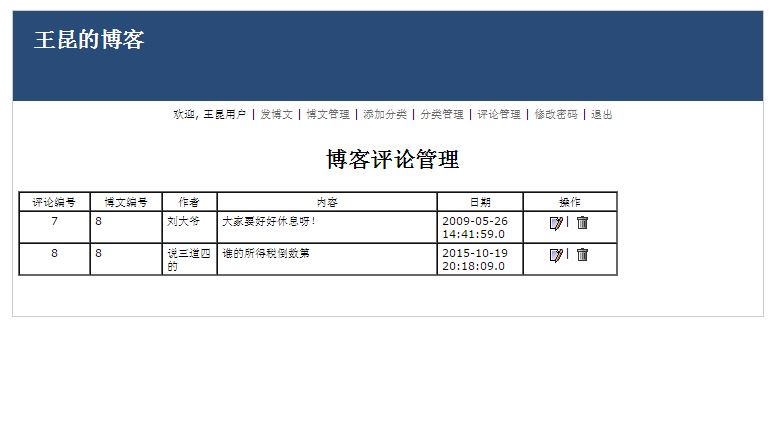 王昆的博客
欢迎, 王昆用户 | 发博文 | 博文管理 | 添加分类 | 分类管理 | 评论管理 | 修改密码 | 退出
博客评论管理
评论编号 博文编号 作者 内容 日期 操作
7 8 刘大爷 大家要好好休息呀！ 2009-05-26
14:41:59.0 |
8 8 说三道四 谁的所得税倒数第 2015-10-19
的 20:18:09.0 |